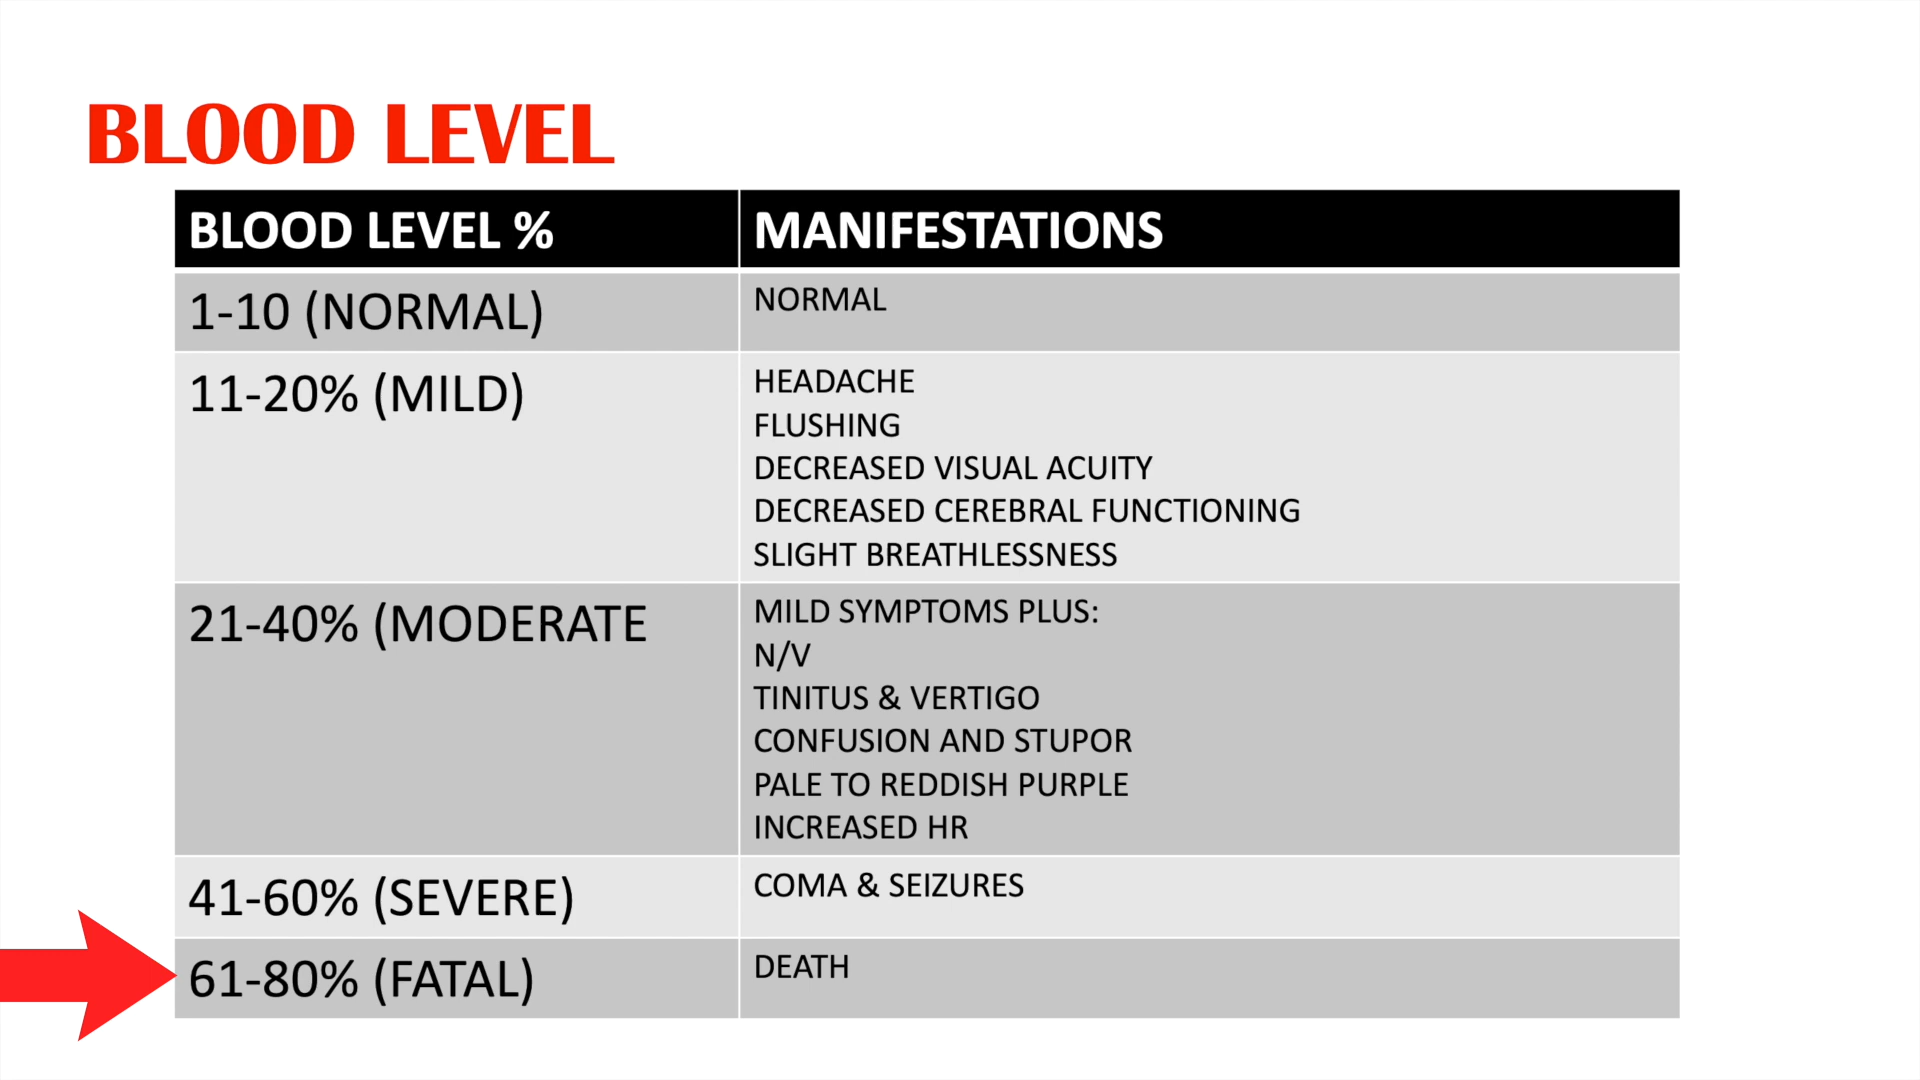 BLOOD LEVEL
BLOOD LEVEL %
MANIFESTATIONS
1-10 (NORMAL)
NORMAL
11-20% (MILD)
HEADACHE
FLUSHING
DECREASED VISUAL ACUITY
DECREASED CEREBRAL FUNCTIONING
SLIGHT BREATHLESSNESS
21-40% (MODERATE
MILD SYMPTOMS PLUS:
N/V
TINITUS & VERTIGO
CONFUSION AND STUPOR
PALE TO REDDISH PURPLE
INCREASED HR
41-60% (SEVERE)
COMA & SEIZURES
61-80% (FATAL)
DEATH